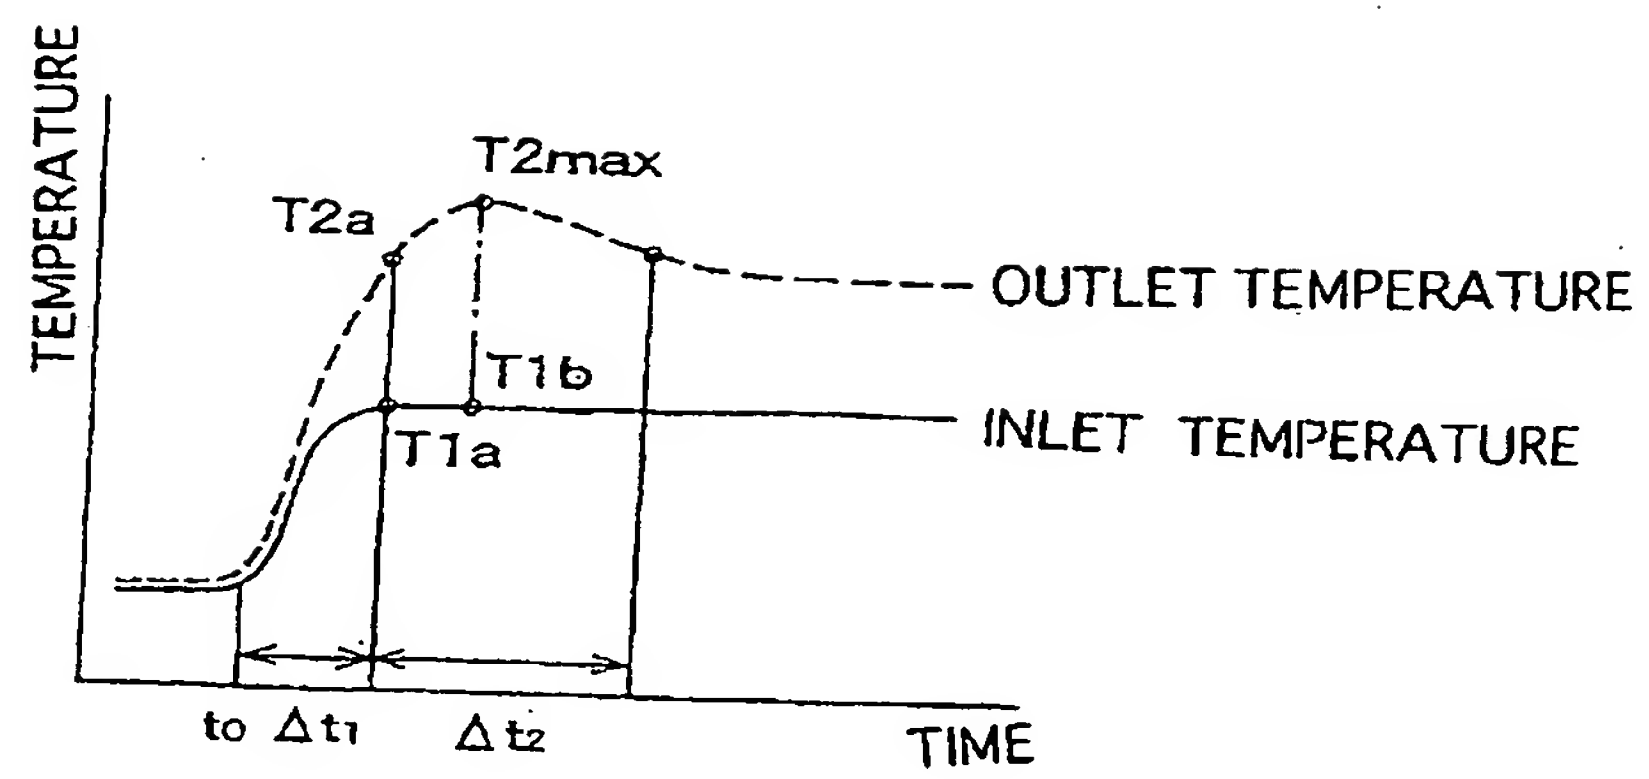 TEMPERATURE
T2max
T2a
OUTLET TEMPERATURE
T1b
INLET TEMPERATURE
T1a
to Δt1 Δt2
TIME